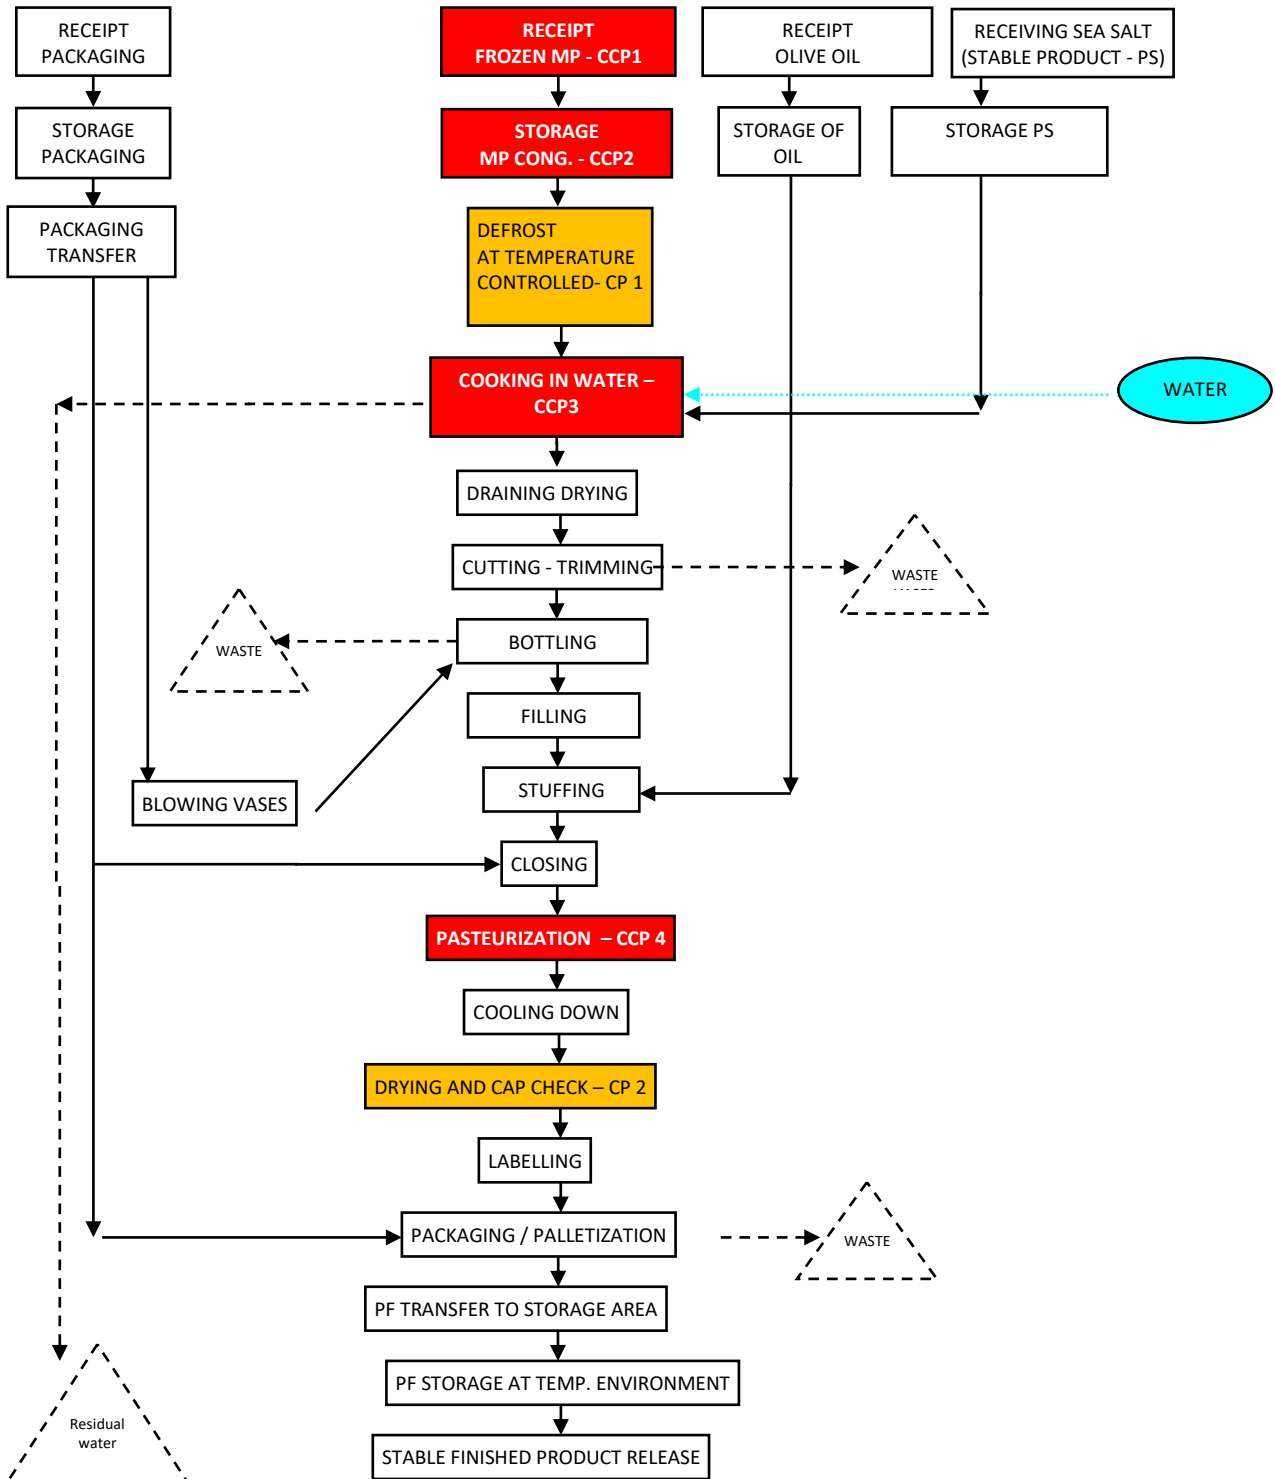 RECEIPT
PACKAGING
RECEIPT
FROZEN MP - CCP1
RECEIPT
OLIVE OIL
RECEIVING SEA SALT
(STABLE PRODUCT - PS)
STORAGE
PACKAGING
STORAGE
MP CONG. - CCP2
STORAGE OF
OIL
STORAGE PS
PACKAGING
TRANSFER
DEFROST
AT TEMPERATURE
CONTROLLED- CP 1
COOKING IN WATER –
CCP3
WATER
DRAINING DRYING
CUTTING - TRIMMING
WASTE
BOTTLING
WASTE
FILLING
STUFFING
BLOWING VASES
CLOSING
PASTEURIZATION – CCP 4
COOLING DOWN
DRYING AND CAP CHECK – CP 2
LABELLING
PACKAGING / PALLETIZATION
WASTE
PF TRANSFER TO STORAGE AREA
PF STORAGE AT TEMP. ENVIRONMENT
Residual
water
STABLE FINISHED PRODUCT RELEASE